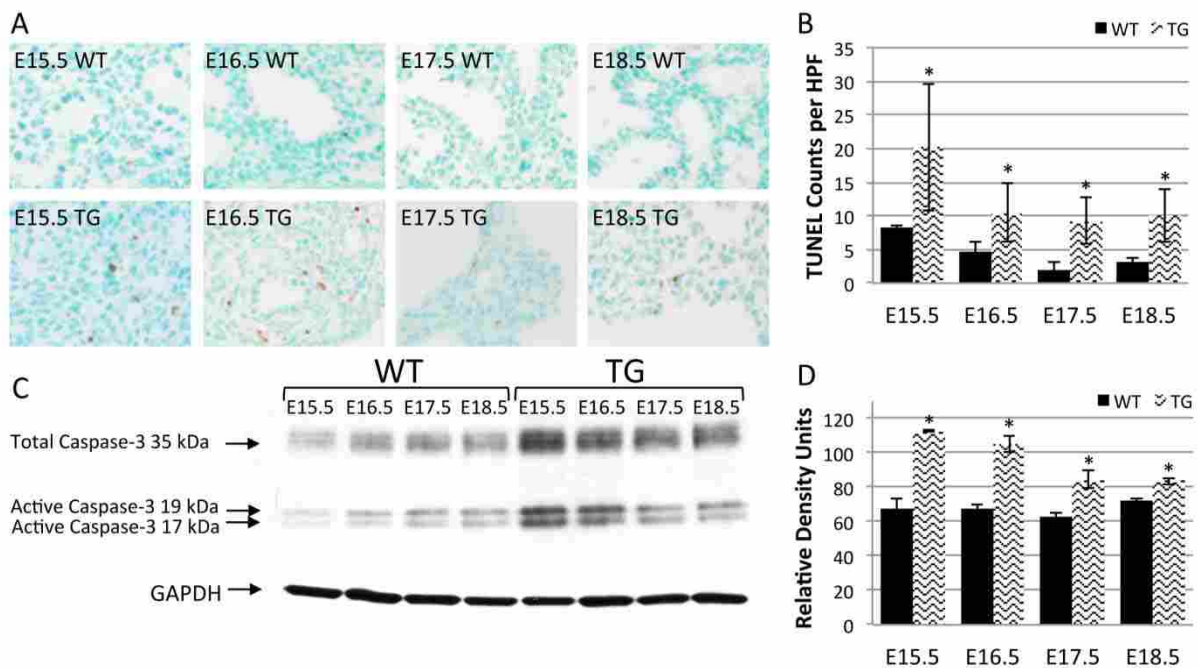 A
E15.5 WT
E16.5 WT
E17.5 WT
E18.5 WT
E15.5 TG
E16.5 TG
E17.5 TG
E18.5 TG
B
WT TG
TUNEL Counts per HPF
35
30
25
20
15
10
5
0
* * * *
E15.5 E16.5 E17.5 E18.5
C
WT TG
E15.5 E16.5 E17.5 E18.5 E15.5 E16.5 E17.5 E18.5
Total Caspase-3 35 kDa
Active Caspase-3 19 kDa
Active Caspase-3 17 kDa
GAPDH
D
WT TG
Relative Density Units
120
100
80
60
40
20
0
* * * *
E15.5 E16.5 E17.5 E18.5